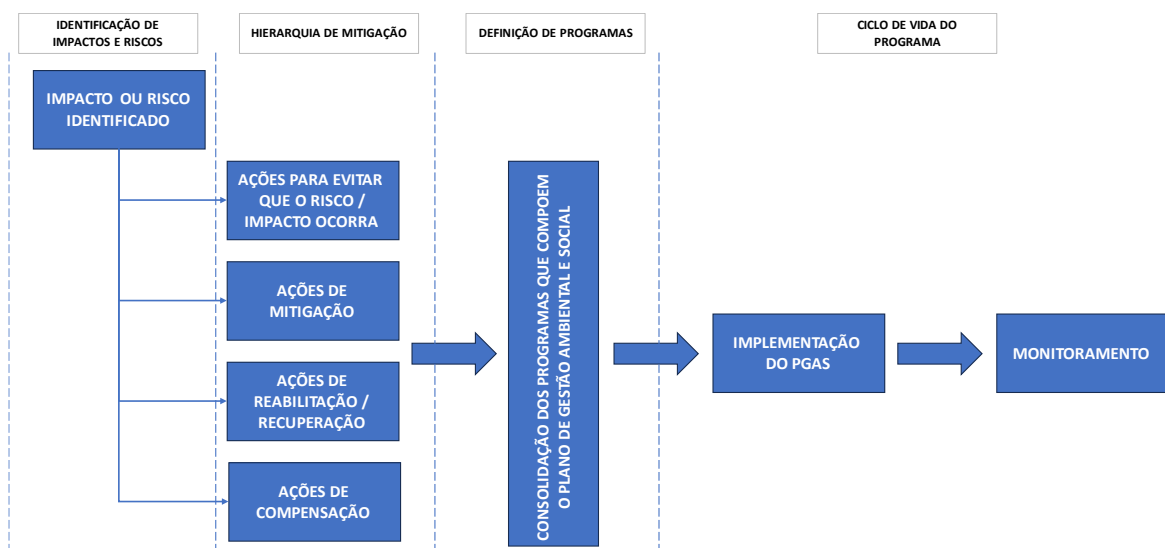 IDENTIFICAÇÃO DE
IMPACTOS E RISCOS
HIERARQUIA DE MITIGAÇÃO
DEFINIÇÃO DE PROGRAMAS
CICLO DE VIDA DO
PROGRAMA
IMPACTO OU RISCO
IDENTIFICADO
AÇÕES PARA EVITAR
QUE O RISCO /
IMPACTO OCORRA
AÇÕES DE
MITIGAÇÃO
AÇÕES DE
REABILITAÇÃO /
RECUPERAÇÃO
AÇÕES DE
COMPENSAÇÃO
CONSOLIDAÇÃO DOS PROGRAMAS QUE COMPOEM
O PLANO DE GESTÃO AMBIENTAL E SOCIAL
IMPLEMENTAÇÃO
DO PGAS
MONITORAMENTO